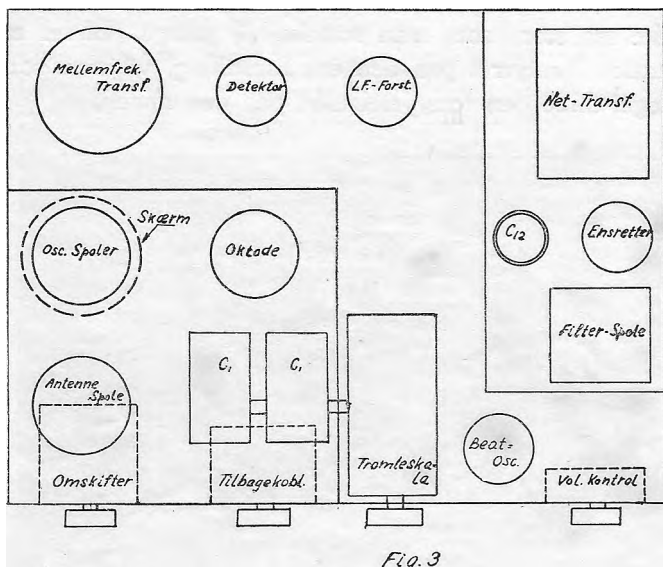 Mellemfrek.
Transf.
Detektor
LF.-Forst.
Net-Transf.
Skærm
Osc. Spoler
Oktode
C12
Ensretter
Filter-Spole
C1
C1
Antenne
Spole
Omskifter
Tilbagekobl.
Tromleska-
la
Beat=
Osc.
Vol. Kontrol
Fig. 3